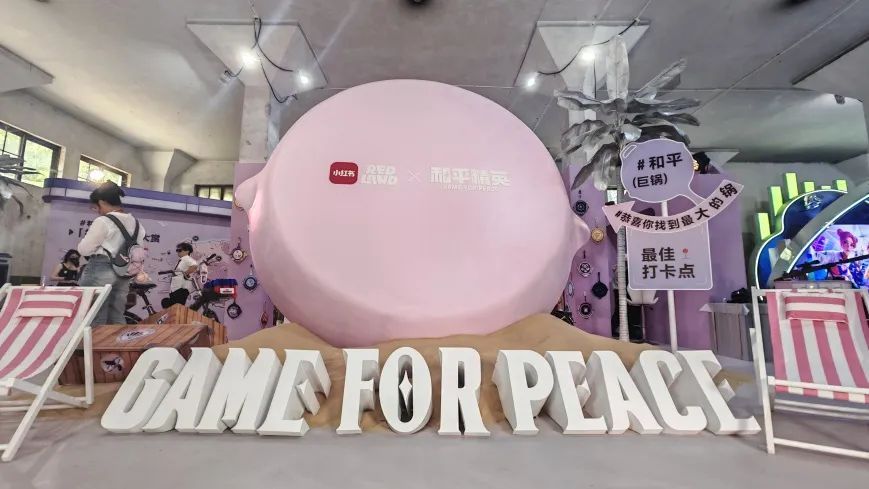 小红书
RED
LAND
×
和平精英
GAME FOR PEACE
#和平
(巨锅)
#恭喜你找到最大的锅
最佳
打卡点
GAME FOR PEACE